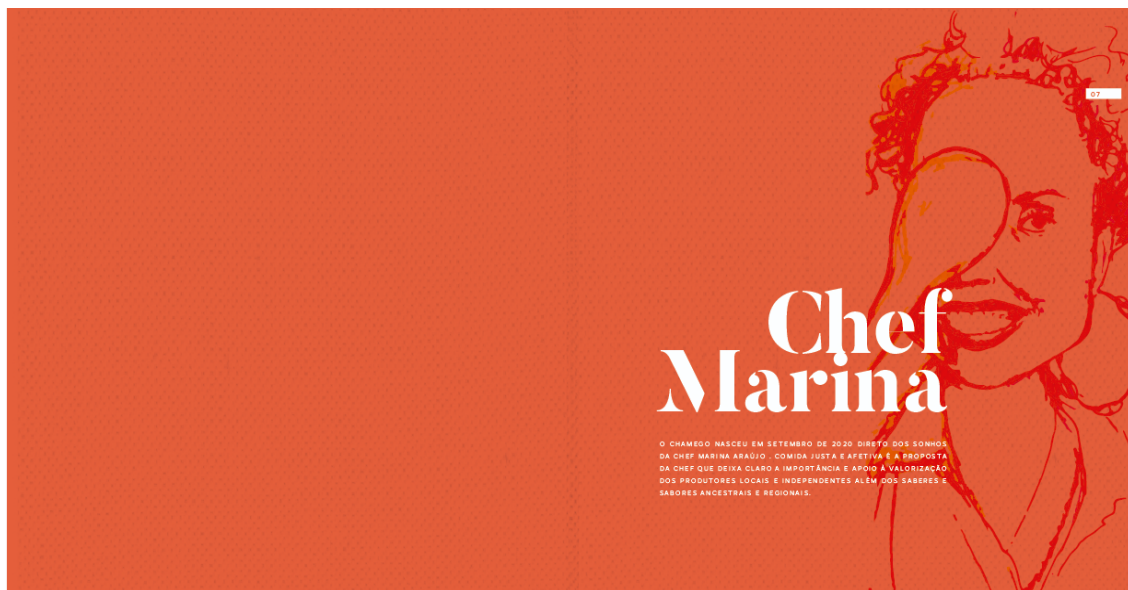 07
Chef
Marina
O CHAMEGO NASCEU EM SETEMBRO DE 2020 DIRETO DOS SONHOS
DA CHEF MARINA ARAÚJO . COMIDA JUSTA E AFETIVA É A PROPOSTA
DA CHEF QUE DEIXA CLARO A IMPORTÂNCIA E APOIO À VALORIZAÇÃO
DOS PRODUTORES LOCAIS E INDEPENDENTES ALÉM DOS SABERES E
SABORES ANCESTRAIS E REGIONAIS.